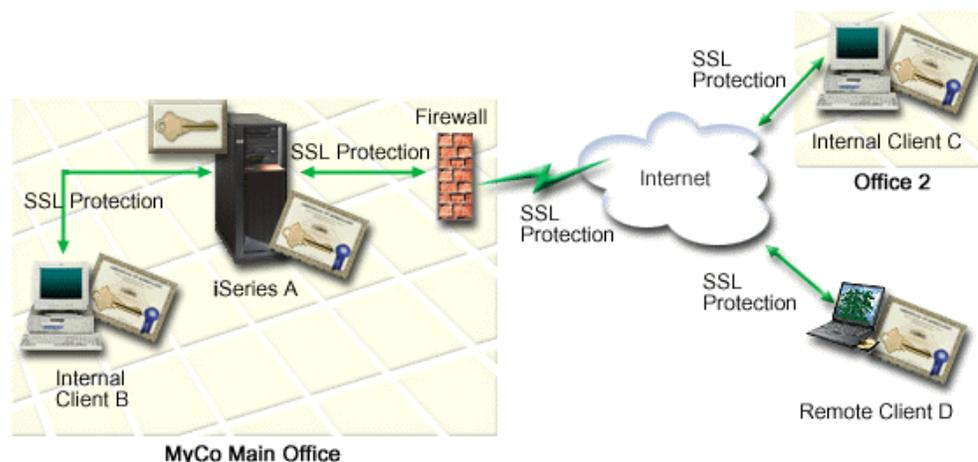 SSL
Protection
Internal Client C
Office 2
Firewall
SSL Protection
Internet
SSL Protection
SSL
Protection
iSeries A
SSL
Protection
Internal
Client B
Remote Client D
MyCo Main Office